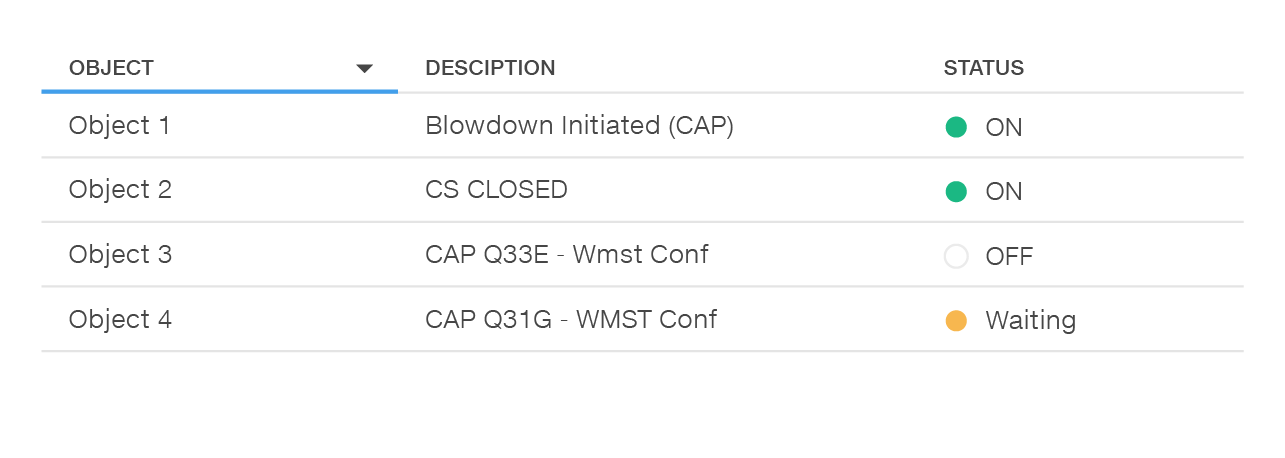 OBJECT DESCIPTION STATUS
Object 1 Blowdown Initiated (CAP) ON
Object 2 CS CLOSED ON
Object 3 CAP Q33E - Wmst Conf OFF
Object 4 CAP Q31G - WMST Conf Waiting